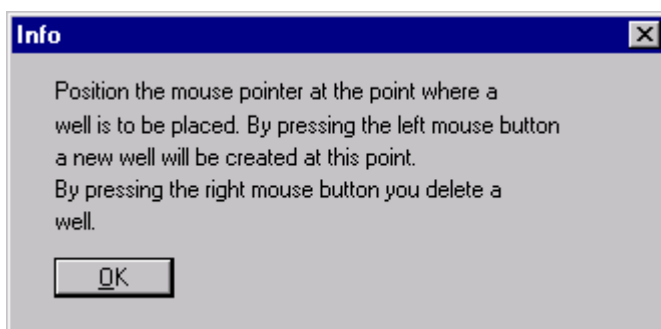 Info
Position the mouse pointer at the point where a
well is to be placed. By pressing the left mouse button
a new well will be created at this point.
By pressing the right mouse button you delete a
well.
OK